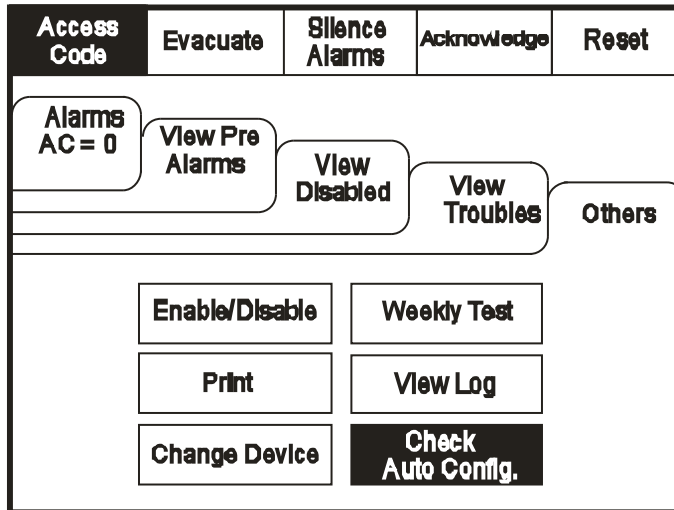 Access
Code
Evacuate
Silence
Alarms
Acknowledge
Reset
Alarms
AC = 0
View Pre
Alarms
View
Disabled
View
Troubles
Others
Enable/Disable
Weekly Test
Print
View Log
Change Device
Check
Auto Config.